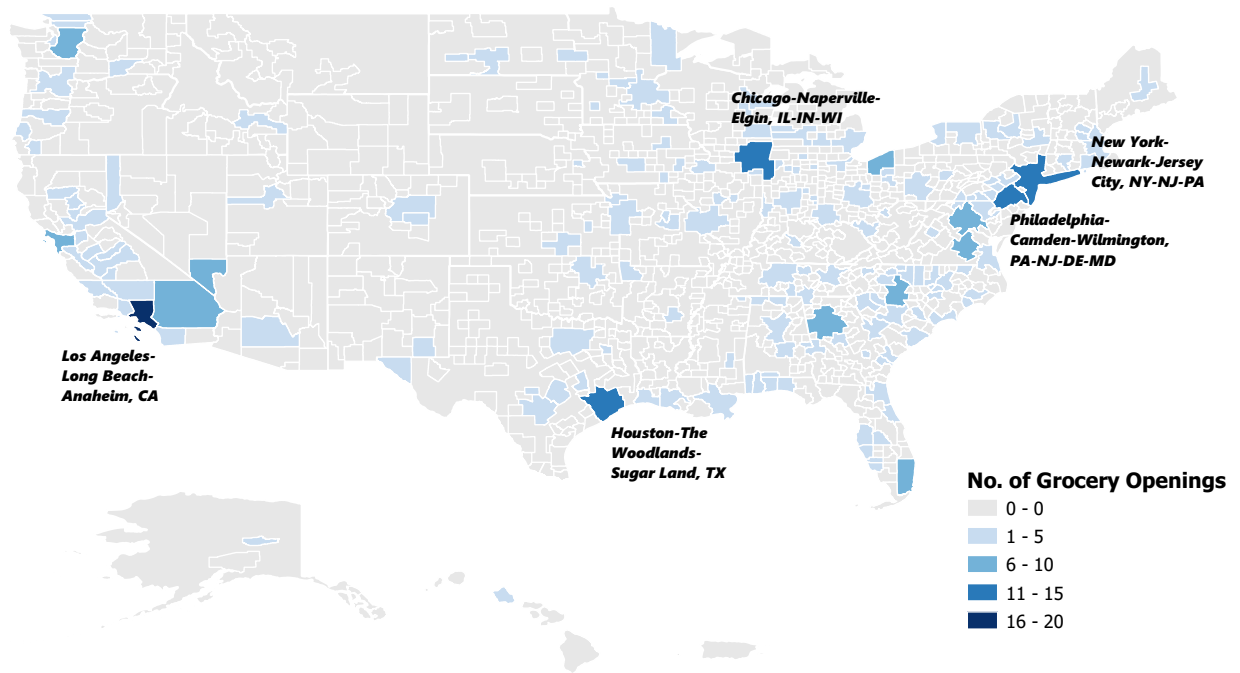 Chicago-Naperville-
Elgin, IL-IN-WI
New York-
Newark-Jersey
City, NY-NJ-PA
Philadelphia-
Camden-Wilmington,
PA-NJ-DE-MD
Los Angeles-
Long Beach-
Anaheim, CA
Houston-The
Woodlands-
Sugar Land, TX
No. of Grocery Openings
0 - 0
1 - 5
6 - 10
11 - 15
16 - 20